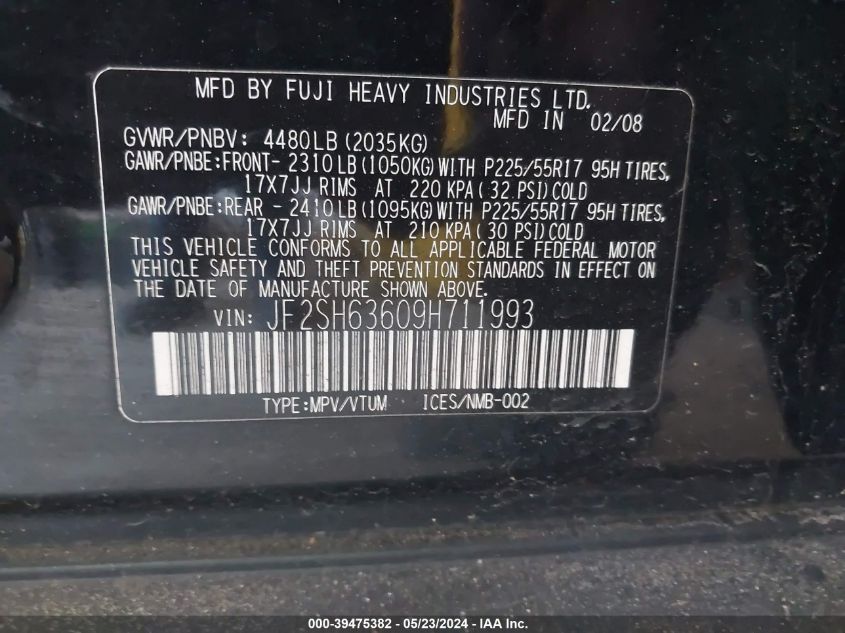 MFD BY FUJI HEAVY INDUSTRIES LTD.
MFD IN 02/08
GVWR/PNBV: 4480LB (2035KG)
GAWR/PNBE:FRONT- 2310LB(1050KG)WITH P225/55R17 95H TIRES,
17X7JJ RIMS AT 220 KPA( 32 PSI)COLD
GAWR/PNBE:REAR - 2410LB(1095KG)WITH P225/55R17 95H TIRES,
17X7JJ RIMS AT 210 KPA( 30 PSI)COLD
THIS VEHICLE CONFORMS TO ALL APPLICABLE FEDERAL MOTOR
VEHICLE SAFETY AND THEFT PREVENTION STANDARDS IN EFFECT ON
THE DATE OF MANUFACTURE SHOWN ABOVE.
VIN: JF2SH63609H711993
TYPE:MPV/VTUM ICES/NMB-002
000-39475382 - 05/23/2024 - IAA Inc.